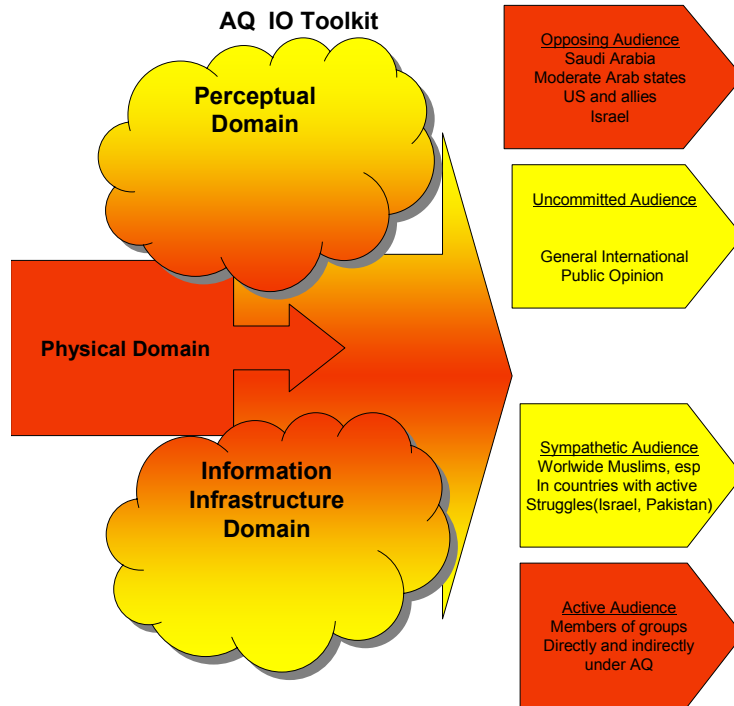 AQ IO Toolkit
Perceptual
Domain
Physical Domain
Information
Infrastructure
Domain
Opposing Audience
Saudi Arabia
Moderate Arab states
US and allies
Israel
Uncommitted Audience
General International
Public Opinion
Sympathetic Audience
Worlwide Muslims, esp
In countries with active
Struggles(Israel, Pakistan)
Active Audience
Members of groups
Directly and indirectly
under AQ